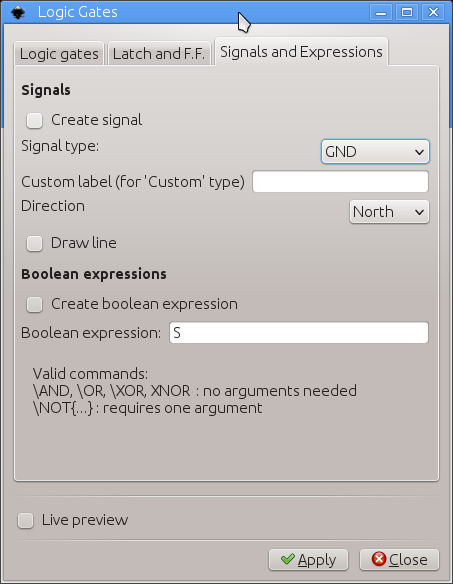 Logic Gates
Logic gates Latch and F.F. Signals and Expressions
Signals
Create signal
Signal type: GND
Custom label (for 'Custom' type)
Direction North
Draw line
Boolean expressions
Create boolean expression
Boolean expression: S
Valid commands:
\AND, \OR, \XOR, XNOR : no arguments needed
\NOT{...} : requires one argument
Live preview
Apply Close